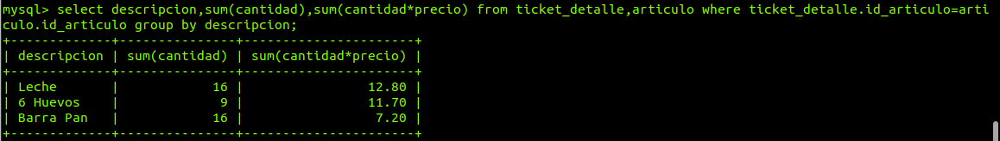 mysql> select descripcion,sum(cantidad),sum(cantidad*precio) from ticket_detalle,articulo where ticket_detalle.id_articulo=arti
culo.id_articulo group by descripcion;
+-------------+---------------+----------------------+
| descripcion | sum(cantidad) | sum(cantidad*precio) |
+-------------+---------------+----------------------+
| Leche       |            16 |                12.80 |
| 6 Huevos    |             9 |                11.70 |
| Barra Pan   |            16 |                 7.20 |
+-------------+---------------+----------------------+